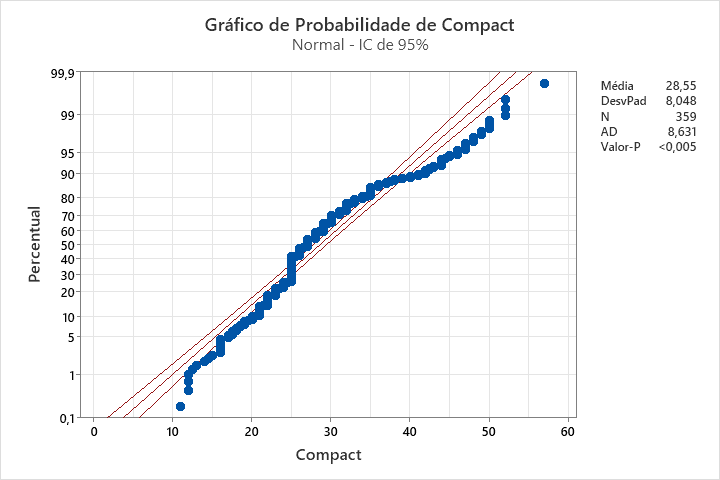 Gráfico de Probabilidade de Compact
Normal - IC de 95%
Média 28,55
DesvPad 8,048
N 359
AD 8,631
Valor-P <0,005
Percentual
99,9
99
95
90
80
70
60
50
40
30
20
10
5
1
0,1
0 10 20 30 40 50 60
Compact